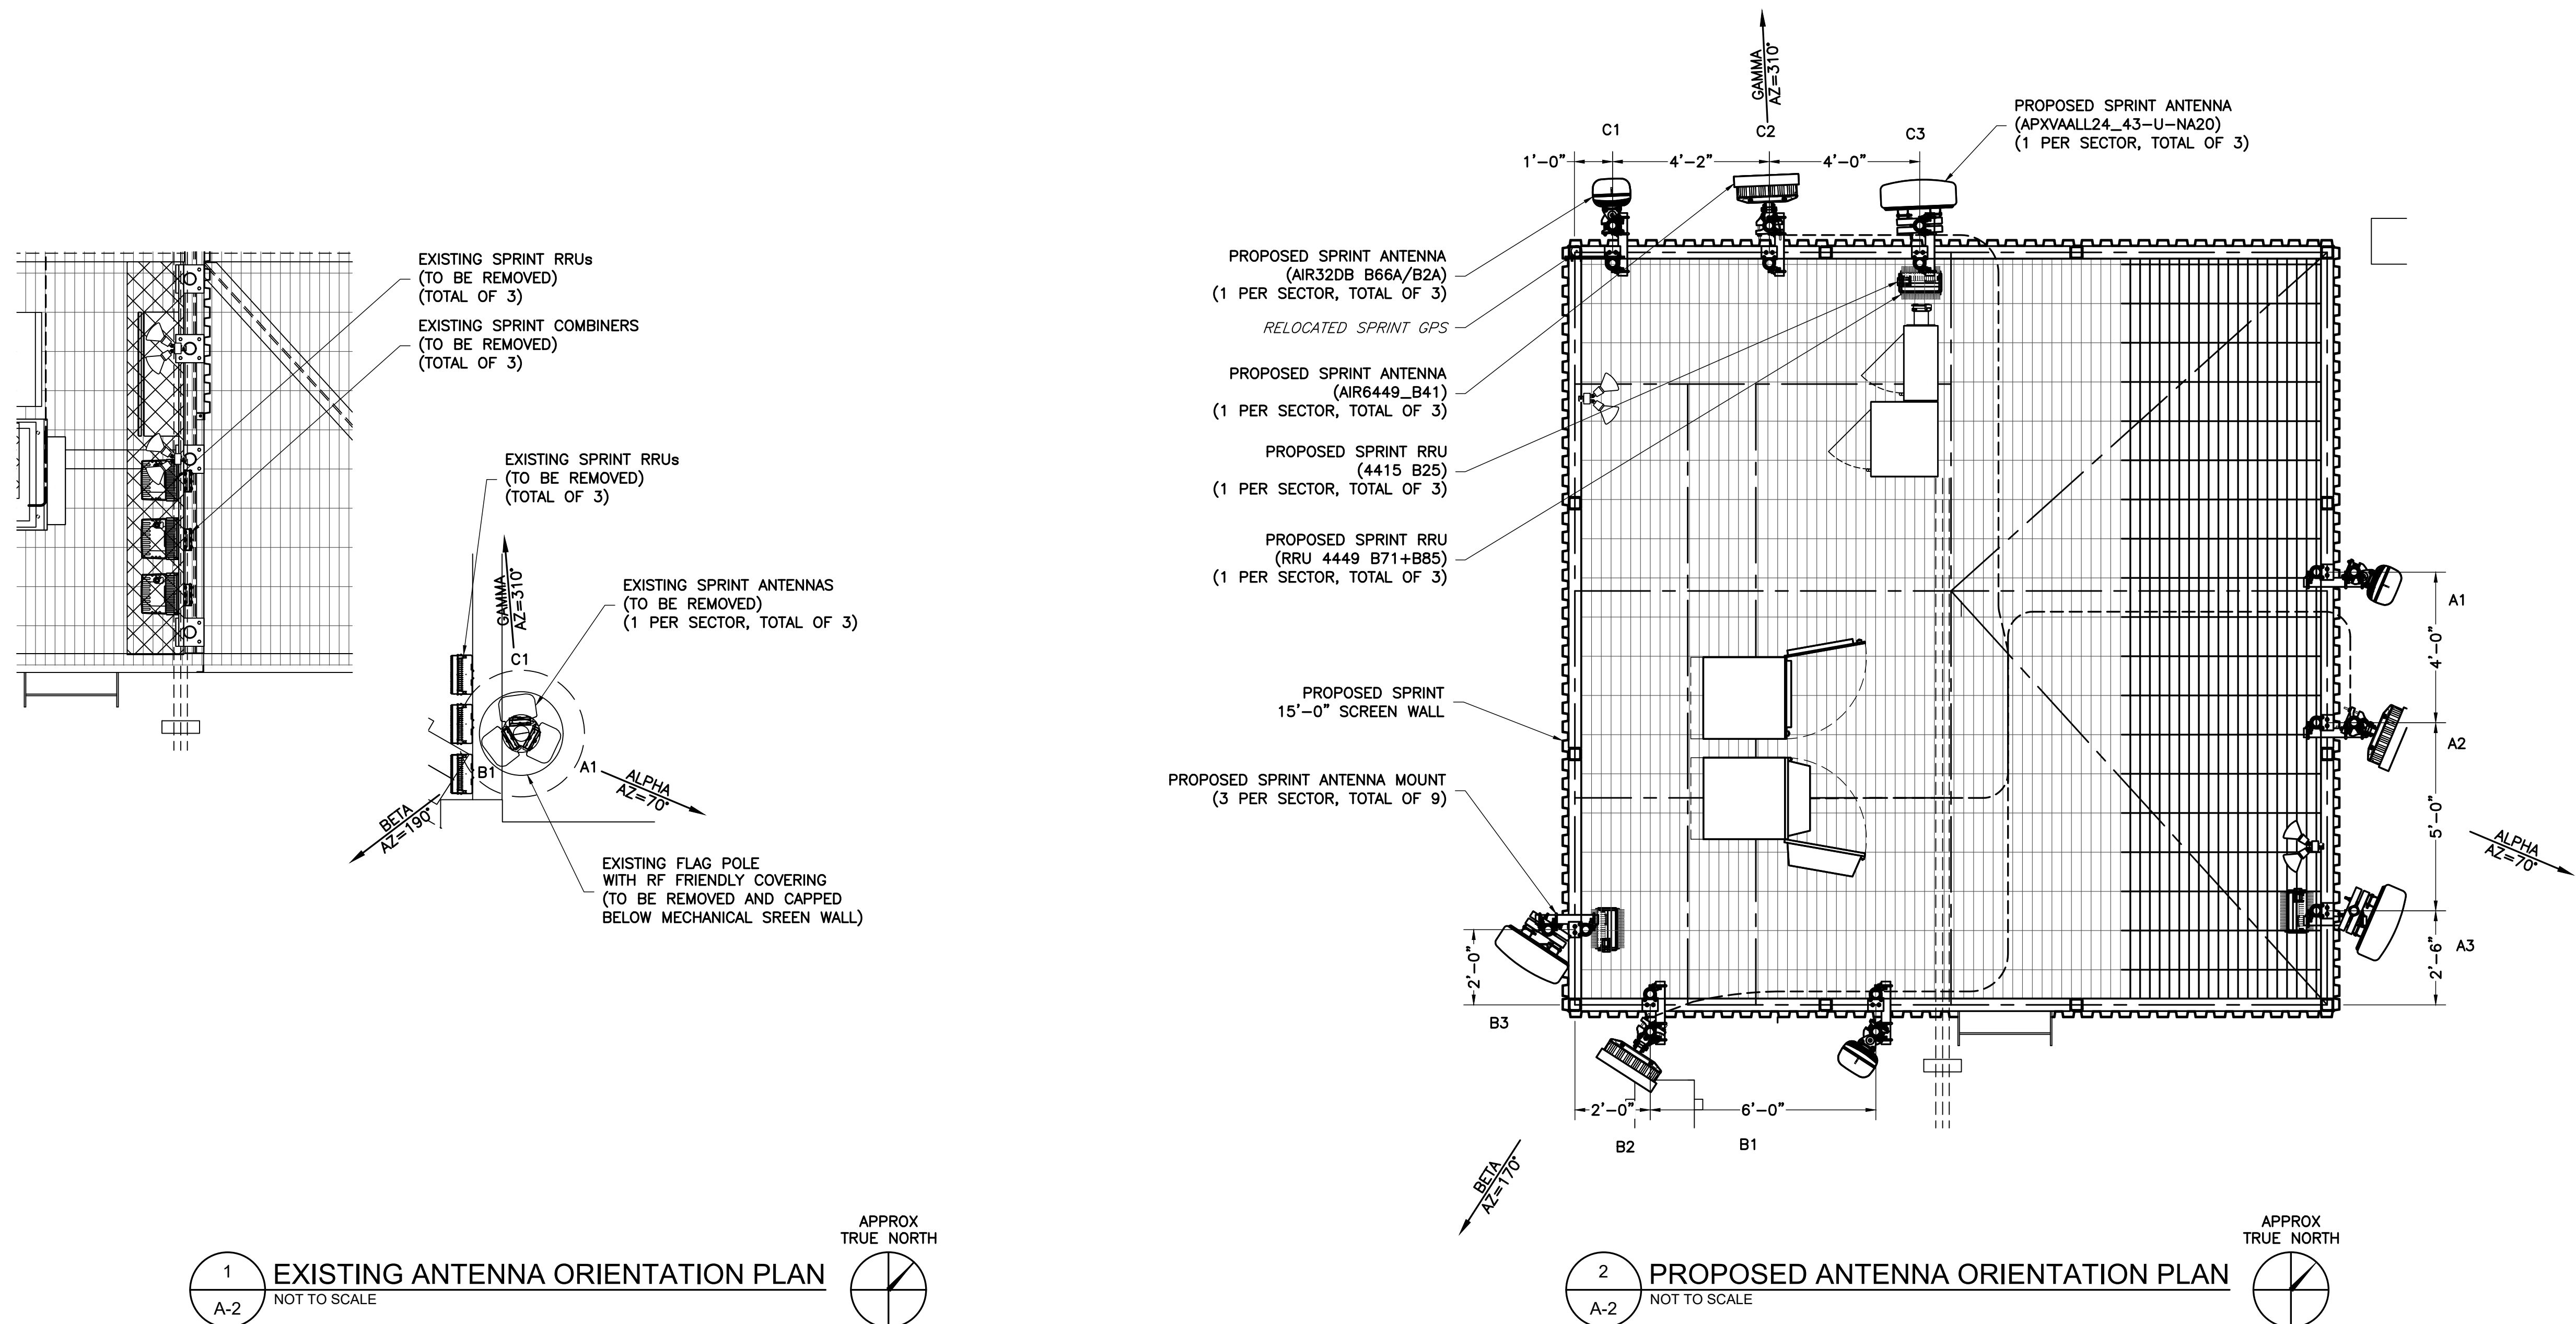 EXISTING SPRINT RRUs
(TO BE REMOVED)
(TOTAL OF 3)
EXISTING SPRINT COMBINERS
(TO BE REMOVED)
(TOTAL OF 3)
EXISTING SPRINT RRUs
(TO BE REMOVED)
(TOTAL OF 3)
GAMMA
AZ=310°
EXISTING SPRINT ANTENNAS
(TO BE REMOVED)
(1 PER SECTOR, TOTAL OF 3)
C1
B1
A1
ALPHA
AZ=70°
BETA
AZ=190°
EXISTING FLAG POLE
WITH RF FRIENDLY COVERING
(TO BE REMOVED AND CAPPED
BELOW MECHANICAL SREEN WALL)
1
A-2
EXISTING ANTENNA ORIENTATION PLAN
NOT TO SCALE
APPROX
TRUE NORTH
GAMMA
AZ=310°
C1
C2
C3
1'-0"
4'-2"
4'-0"
PROPOSED SPRINT ANTENNA
(APXVAALL24_43-U-NA20)
(1 PER SECTOR, TOTAL OF 3)
PROPOSED SPRINT ANTENNA
(AIR32DB B66A/B2A)
(1 PER SECTOR, TOTAL OF 3)
RELOCATED SPRINT GPS
PROPOSED SPRINT ANTENNA
(AIR6449_B41)
(1 PER SECTOR, TOTAL OF 3)
PROPOSED SPRINT RRU
(4415 B25)
(1 PER SECTOR, TOTAL OF 3)
PROPOSED SPRINT RRU
(RRU 4449 B71+B85)
(1 PER SECTOR, TOTAL OF 3)
PROPOSED SPRINT
15'-0" SCREEN WALL
PROPOSED SPRINT ANTENNA MOUNT
(3 PER SECTOR, TOTAL OF 9)
A1
4'-0"
A2
5'-0"
ALPHA
AZ=70°
A3
2'-6"
2'-0"
B3
2'-0"
6'-0"
B2
B1
BETA
AZ=170°
2
A-2
PROPOSED ANTENNA ORIENTATION PLAN
NOT TO SCALE
APPROX
TRUE NORTH